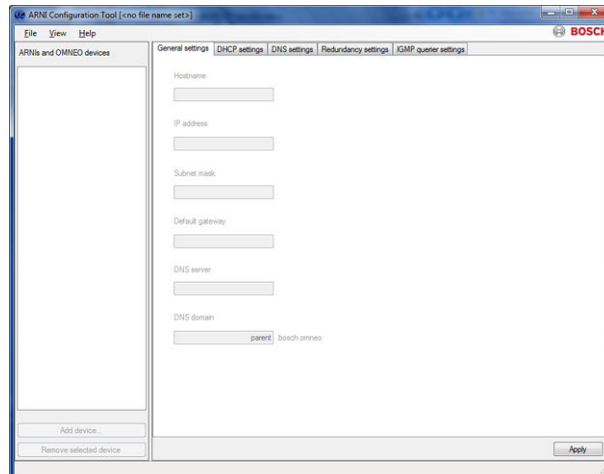 ARNI Configuration Tool [<no file name set>]
File View Help
BOSCH
ARNIs and OMNEO devices
General settings DHCP settings DNS settings Redundancy settings IGMP querier settings
Hostname
IP address
Subnet mask
Default gateway
DNS server
DNS domain
parent .bosch.omneo
Add device...
Remove selected device
Apply